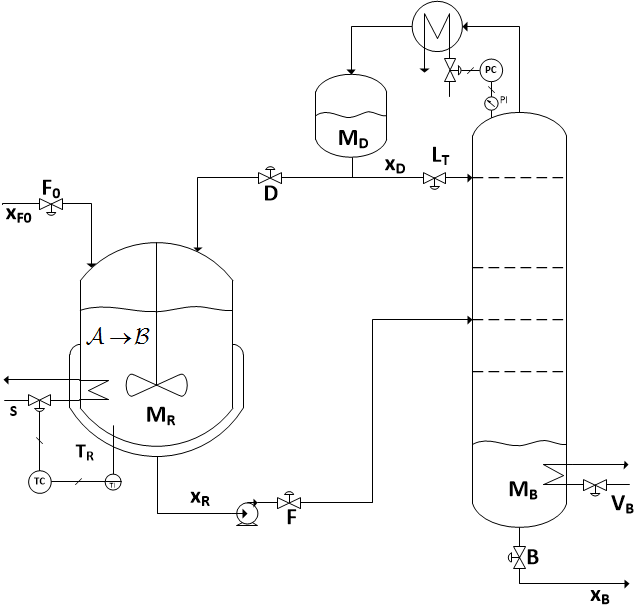 PC
PI
M_D
x_D
L_T
D
F_0
x_F0
𝒜 → ℬ
M_R
S
T_R
TC
TI
x_R
F
M_B
V_B
B
x_B